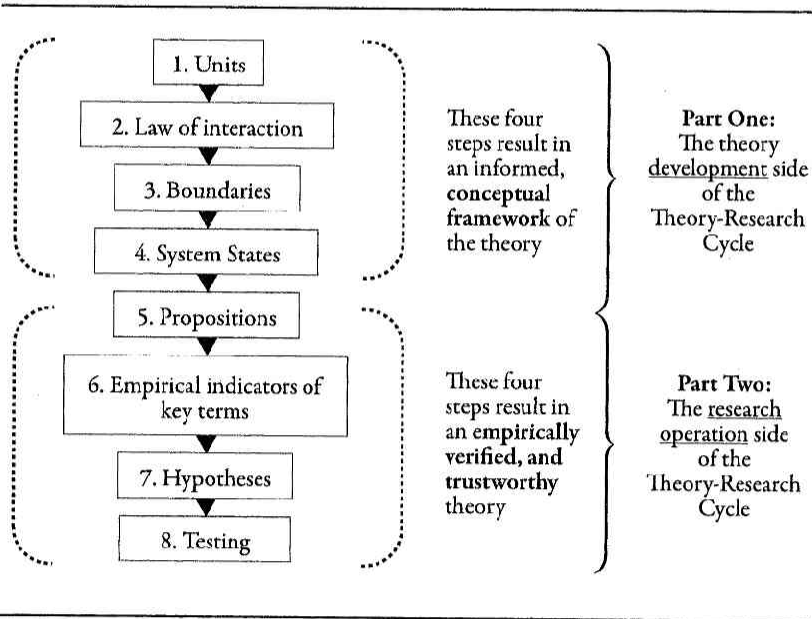 1. Units
2. Law of interaction
3. Boundaries
4. System States
5. Propositions
6. Empirical indicators of
key terms
7. Hypotheses
8. Testing
These four
steps result in
an informed,
conceptual
framework of
the theory
Part One:
The theory
development side
of the
Theory-Research
Cycle
These four
steps result in
an empirically
verified, and
trustworthy
theory
Part Two:
The research
operation side
of the
Theory-Research
Cycle